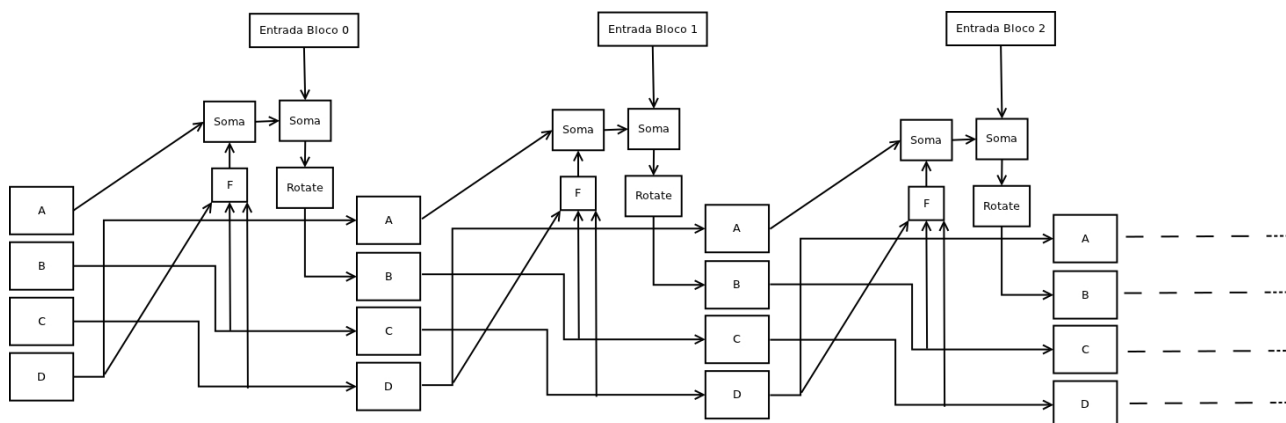 Entrada Bloco 0
Entrada Bloco 1
Entrada Bloco 2
Soma
Soma
Soma
Soma
Soma
Soma
F
Rotate
F
Rotate
F
Rotate
A
B
C
D
A
B
C
D
A
B
C
D
A
B
C
D